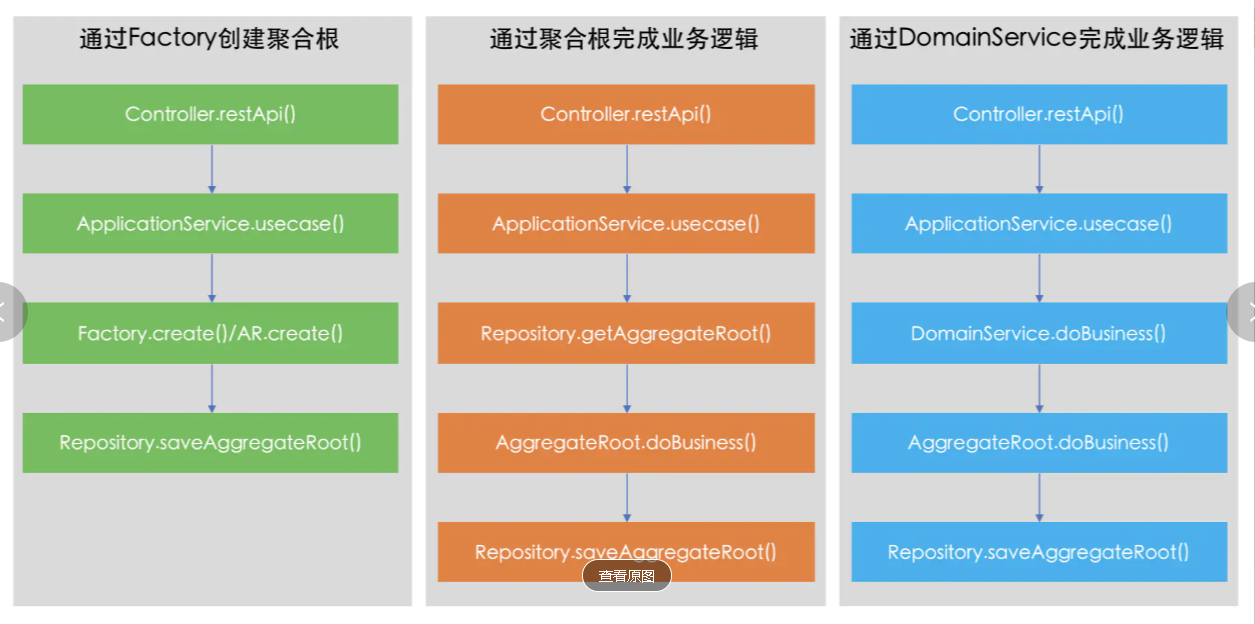 通过Factory创建聚合根
Controller.restApi()
ApplicationService.usecase()
Factory.create()/AR.create()
Repository.saveAggregateRoot()
通过聚合根完成业务逻辑
Controller.restApi()
ApplicationService.usecase()
Repository.getAggregateRoot()
AggregateRoot.doBusiness()
Repository.saveAggregateRoot()
查看原图
通过DomainService完成业务逻辑
Controller.restApi()
ApplicationService.usecase()
DomainService.doBusiness()
AggregateRoot.doBusiness()
Repository.saveAggregateRoot()